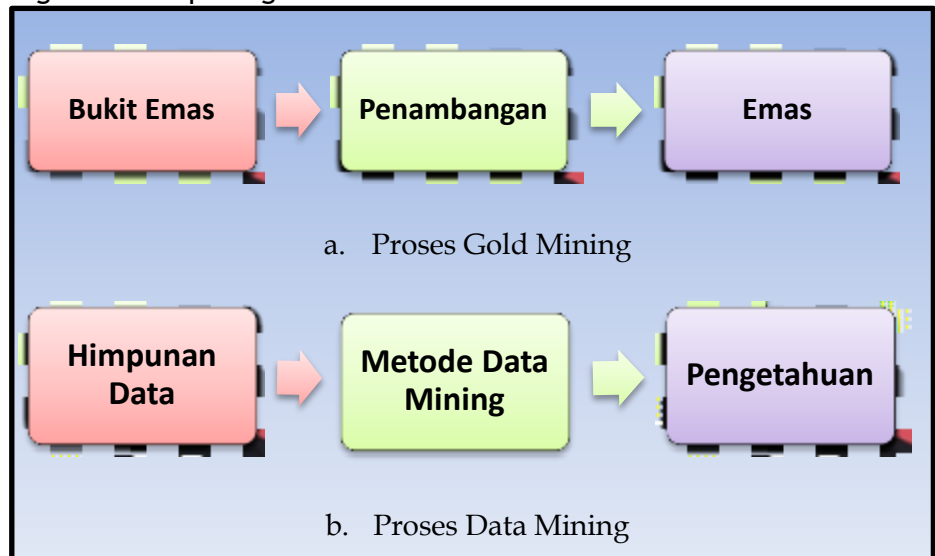 Bukit Emas
Penambangan
Emas
a. Proses Gold Mining
Himpunan
Data
Metode Data
Mining
Pengetahuan
b. Proses Data Mining